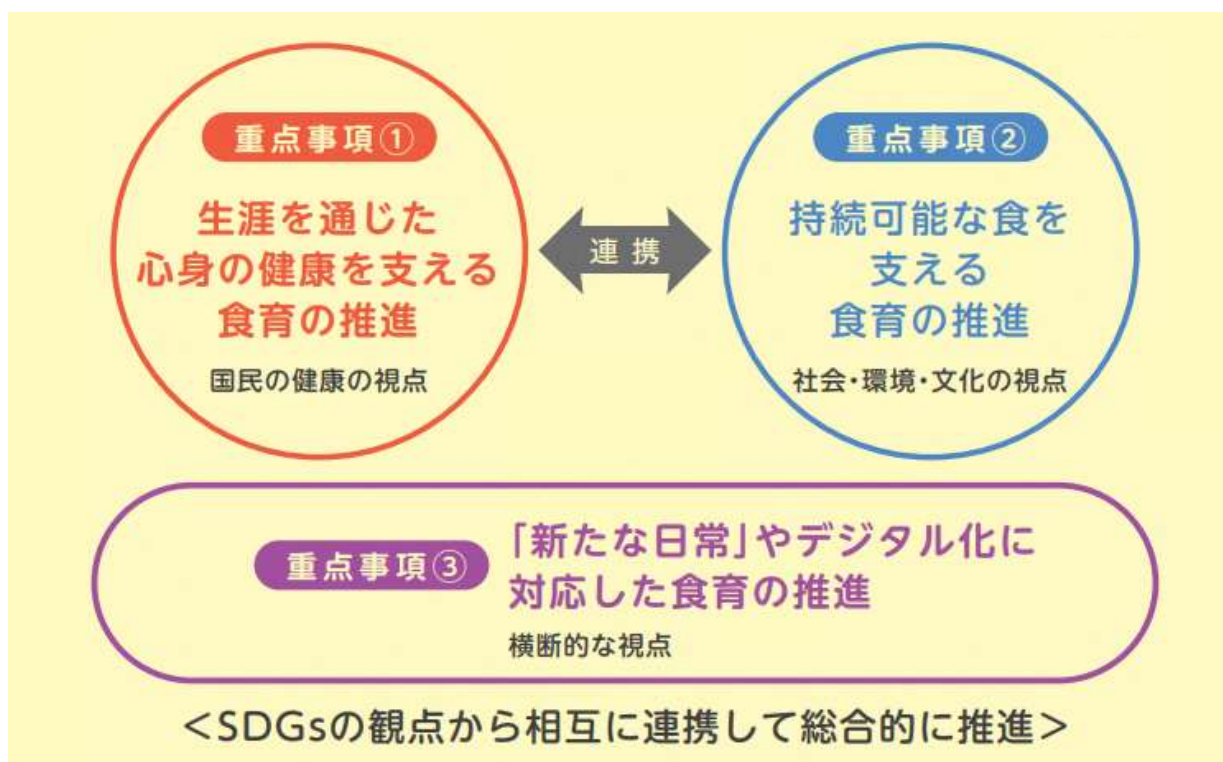 重点事項①
生涯を通じた
心身の健康を支える
食育の推進
国民の健康の視点
連携
重点事項②
持続可能な食を
支える
食育の推進
社会・環境・文化の視点
重点事項③
「新たな日常」やデジタル化に
対応した食育の推進
横断的な視点
＜SDGsの観点から相互に連携して総合的に推進＞